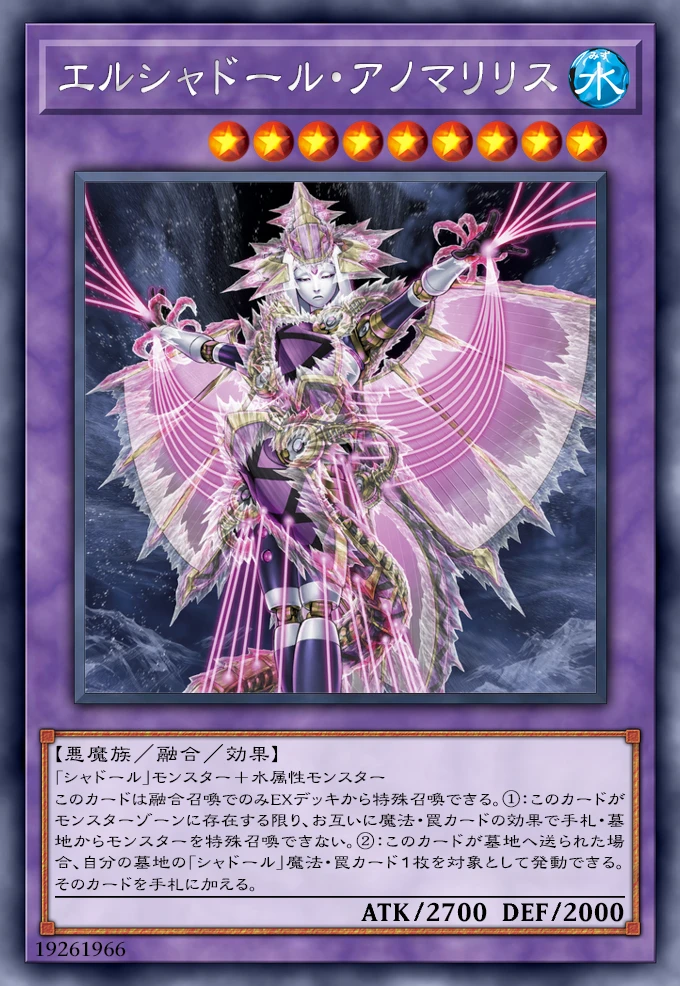 エルシャドール・アノマリリス
みず
水
【悪魔族／融合／効果】
「シャドール」モンスター＋水属性モンスター
このカードは融合召喚でのみEXデッキから特殊召喚できる。①：このカードが
モンスターゾーンに存在する限り、お互いに魔法・罠カードの効果で手札・墓
地からモンスターを特殊召喚できない。②：このカードが墓地へ送られた場
合、自分の墓地の「シャドール」魔法・罠カード１枚を対象として発動できる。
そのカードを手札に加える。
ATK/2700 DEF/2000
19261966